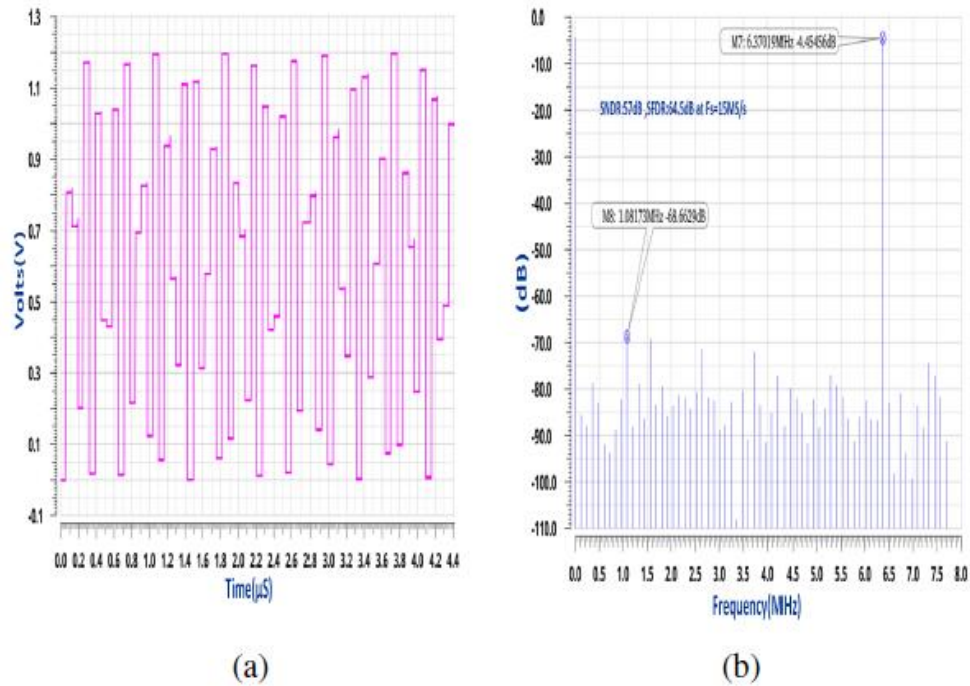 1.3
1.1
0.9
0.7
0.5
0.3
0.1
-0.1
Volts(V)
0.0 0.2 0.4 0.6 0.8 1.0 1.2 1.4 1.6 1.8 2.0 2.2 2.4 2.6 2.8 3.0 3.2 3.4 3.6 3.8 4.0 4.2 4.4
Time(µS)
(a)
0.0
-10.0
-20.0
-30.0
-40.0
-50.0
-60.0
-70.0
-80.0
-90.0
-100.0
-110.0
(dB)
M7: 6.37019MHz -4.45456dB
SNDR:57dB ,SFDR:64.5dB at Fs=15MS/s
M8: 1.08173MHz -68.6629dB
0.0 0.5 1.0 1.5 2.0 2.5 3.0 3.5 4.0 4.5 5.0 5.5 6.0 6.5 7.0 7.5 8.0
Frequency(MHz)
(b)